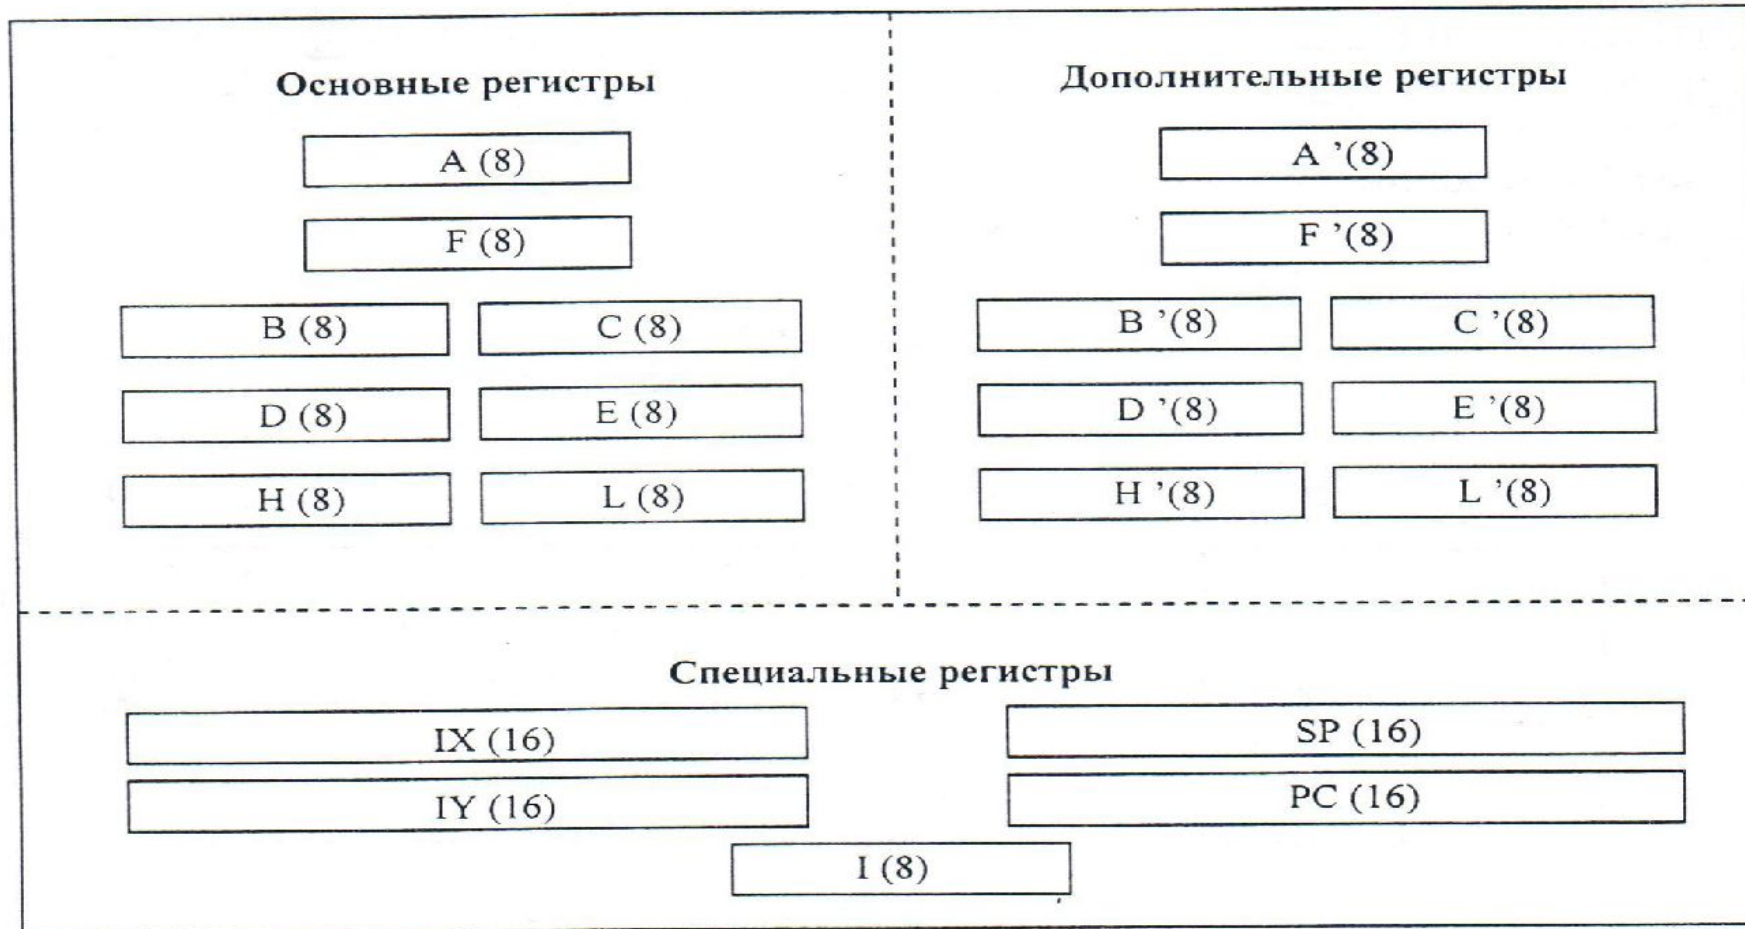 Основные регистры
A (8)
F (8)
B (8) C (8)
D (8) E (8)
H (8) L (8)
Дополнительные регистры
A ’(8)
F ’(8)
B ’(8) C ’(8)
D ’(8) E ’(8)
H ’(8) L ’(8)
Специальные регистры
IX (16) SP (16)
IY (16) PC (16)
I (8)